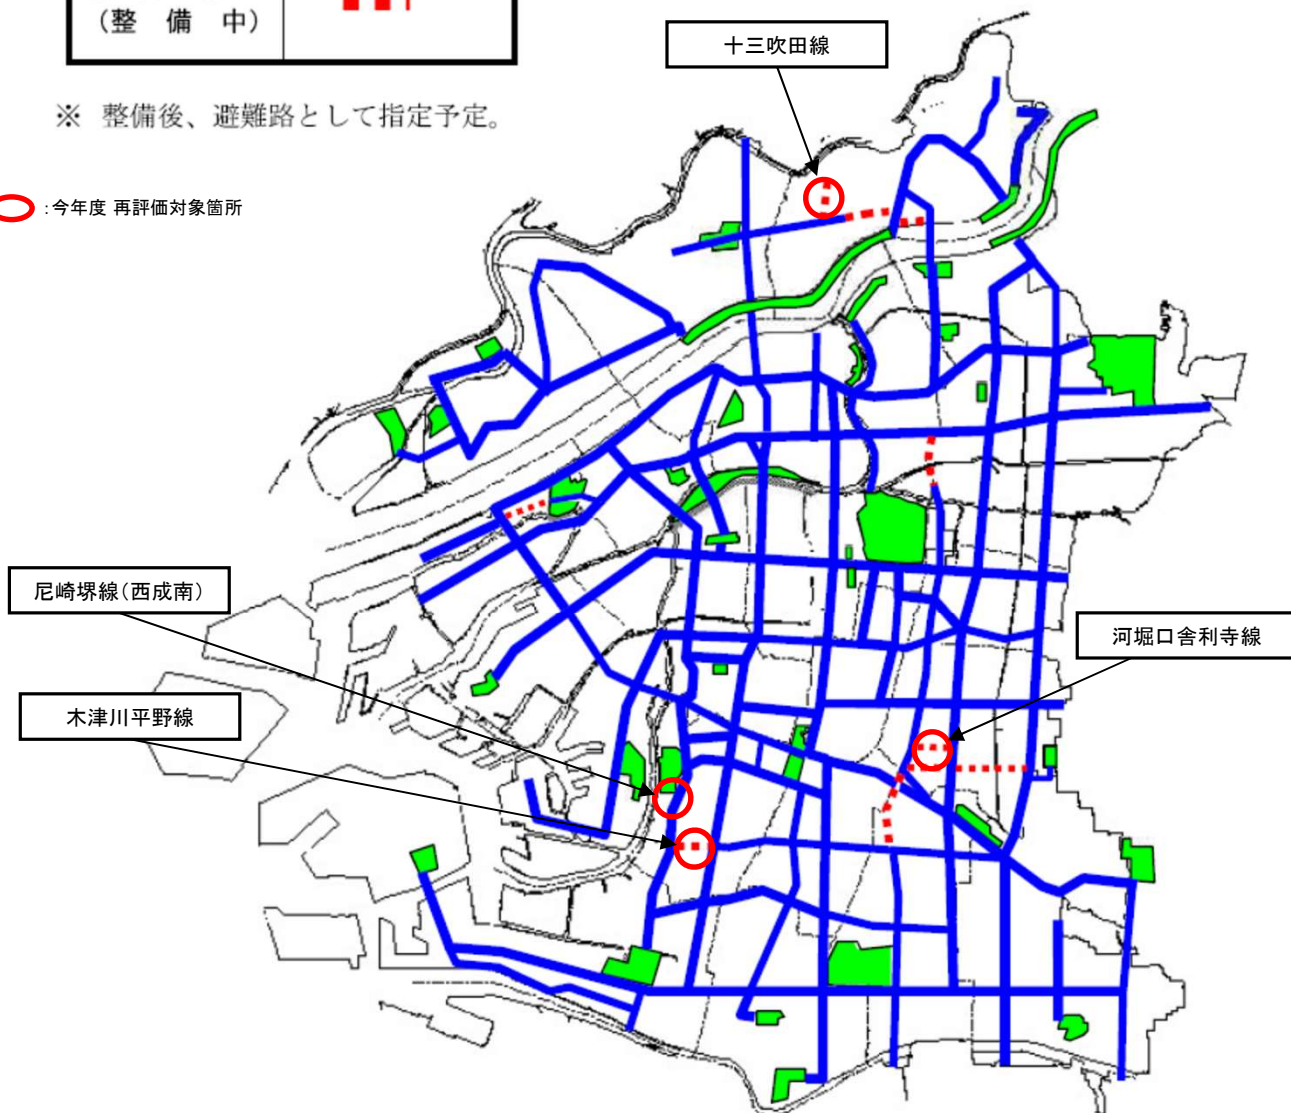 (整 備 中)
※ 整備後、避難路として指定予定。
:今年度 再評価対象箇所
十三吹田線
尼崎堺線(西成南)
木津川平野線
河堀口舎利寺線